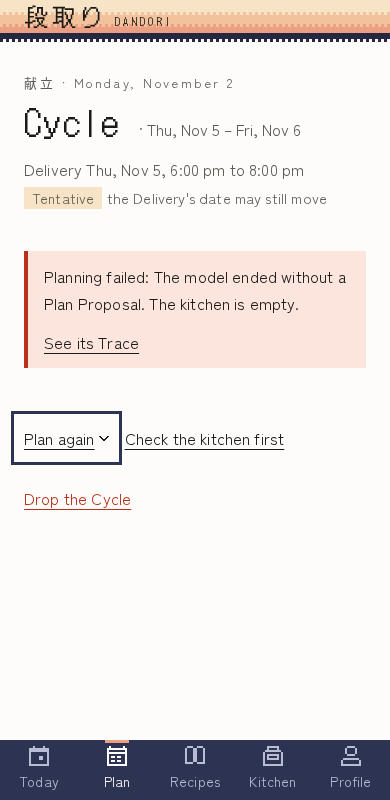 段取り DANDORI
献立 · Monday, November 2
Cycle · Thu, Nov 5 – Fri, Nov 6
Delivery Thu, Nov 5, 6:00 pm to 8:00 pm
Tentative the Delivery's date may still move
Planning failed: The model ended without a
Plan Proposal. The kitchen is empty.
See its Trace
Plan again Check the kitchen first
Drop the Cycle
Today Plan Recipes Kitchen Profile